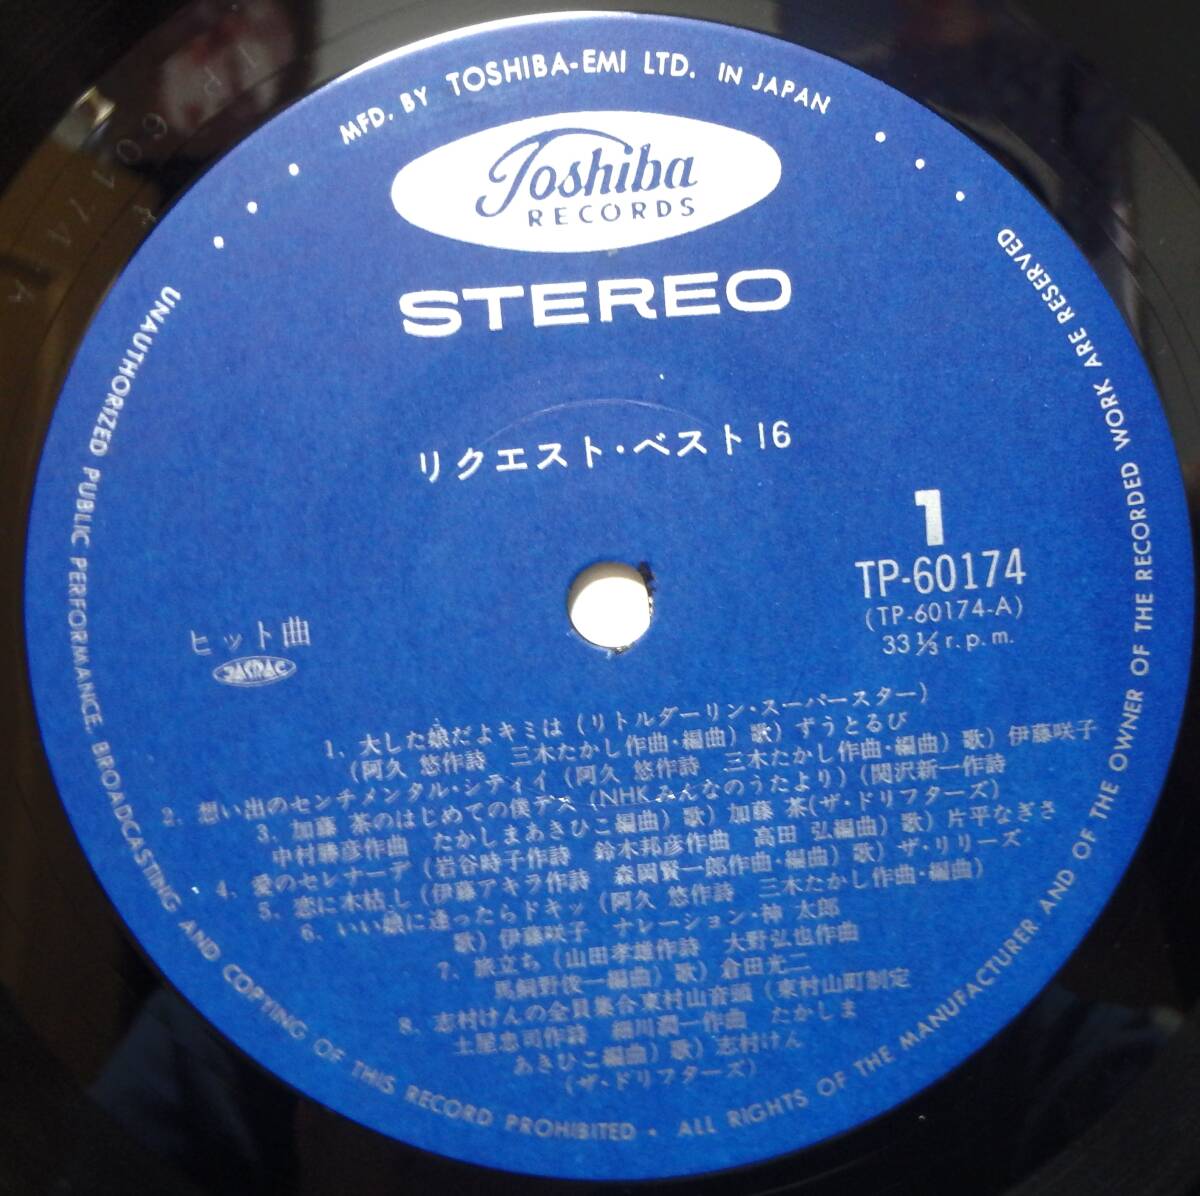 MFD. BY TOSHIBA-EMI LTD. IN JAPAN
Toshiba
RECORDS
STEREO
リクエスト・ベスト16
1
TP-60174
(TP-60174-A)
33 1/3 r.p.m.
ヒット曲
JASRAC
1. 大した娘だよキミは (リトルダーリン・スーパースター)
(阿久 悠作詩 三木たかし作曲・編曲) 歌) ずうとるび
2. 想い出のセンチメンタル・シティイ (阿久 悠作詩 三木たかし作曲・編曲) 歌) 伊藤咲子
3. 加藤 茶のはじめての僕デス (NHKみんなのうたより) (関沢新一作詩
中村勝彦作曲 たかしまあきひこ編曲) 歌) 加藤 茶(ザ・ドリフターズ)
4. 愛のセレナーデ (岩谷時子作詩 鈴木邦彦作曲 高田 弘編曲) 歌) 片平なぎさ
5. 恋に木枯し (伊藤アキラ作詩 森岡賢一郎作曲・編曲) 歌) ザ・リリーズ
6. いい娘に逢ったらドキッ (阿久 悠作詩 三木たかし作曲・編曲)
歌) 伊藤咲子 ナレーション・神 太郎
7. 旅立ち (山田孝雄作詩 大野弘也作曲
馬飼野俊一編曲) 歌) 倉田光二
8. 志村けんの全員集合東村山音頭 (東村山町制定
土屋忠司作詩 細川潤一作曲 たかしま
あきひこ編曲) 歌) 志村けん
(ザ・ドリフターズ)
UNAUTHORIZED PUBLIC PERFORMANCE, BROADCASTING AND COPYING OF THIS RECORD PROHIBITED • ALL RIGHTS OF THE MANUFACTURER AND OF THE OWNER OF THE RECORDED WORK ARE RESERVED